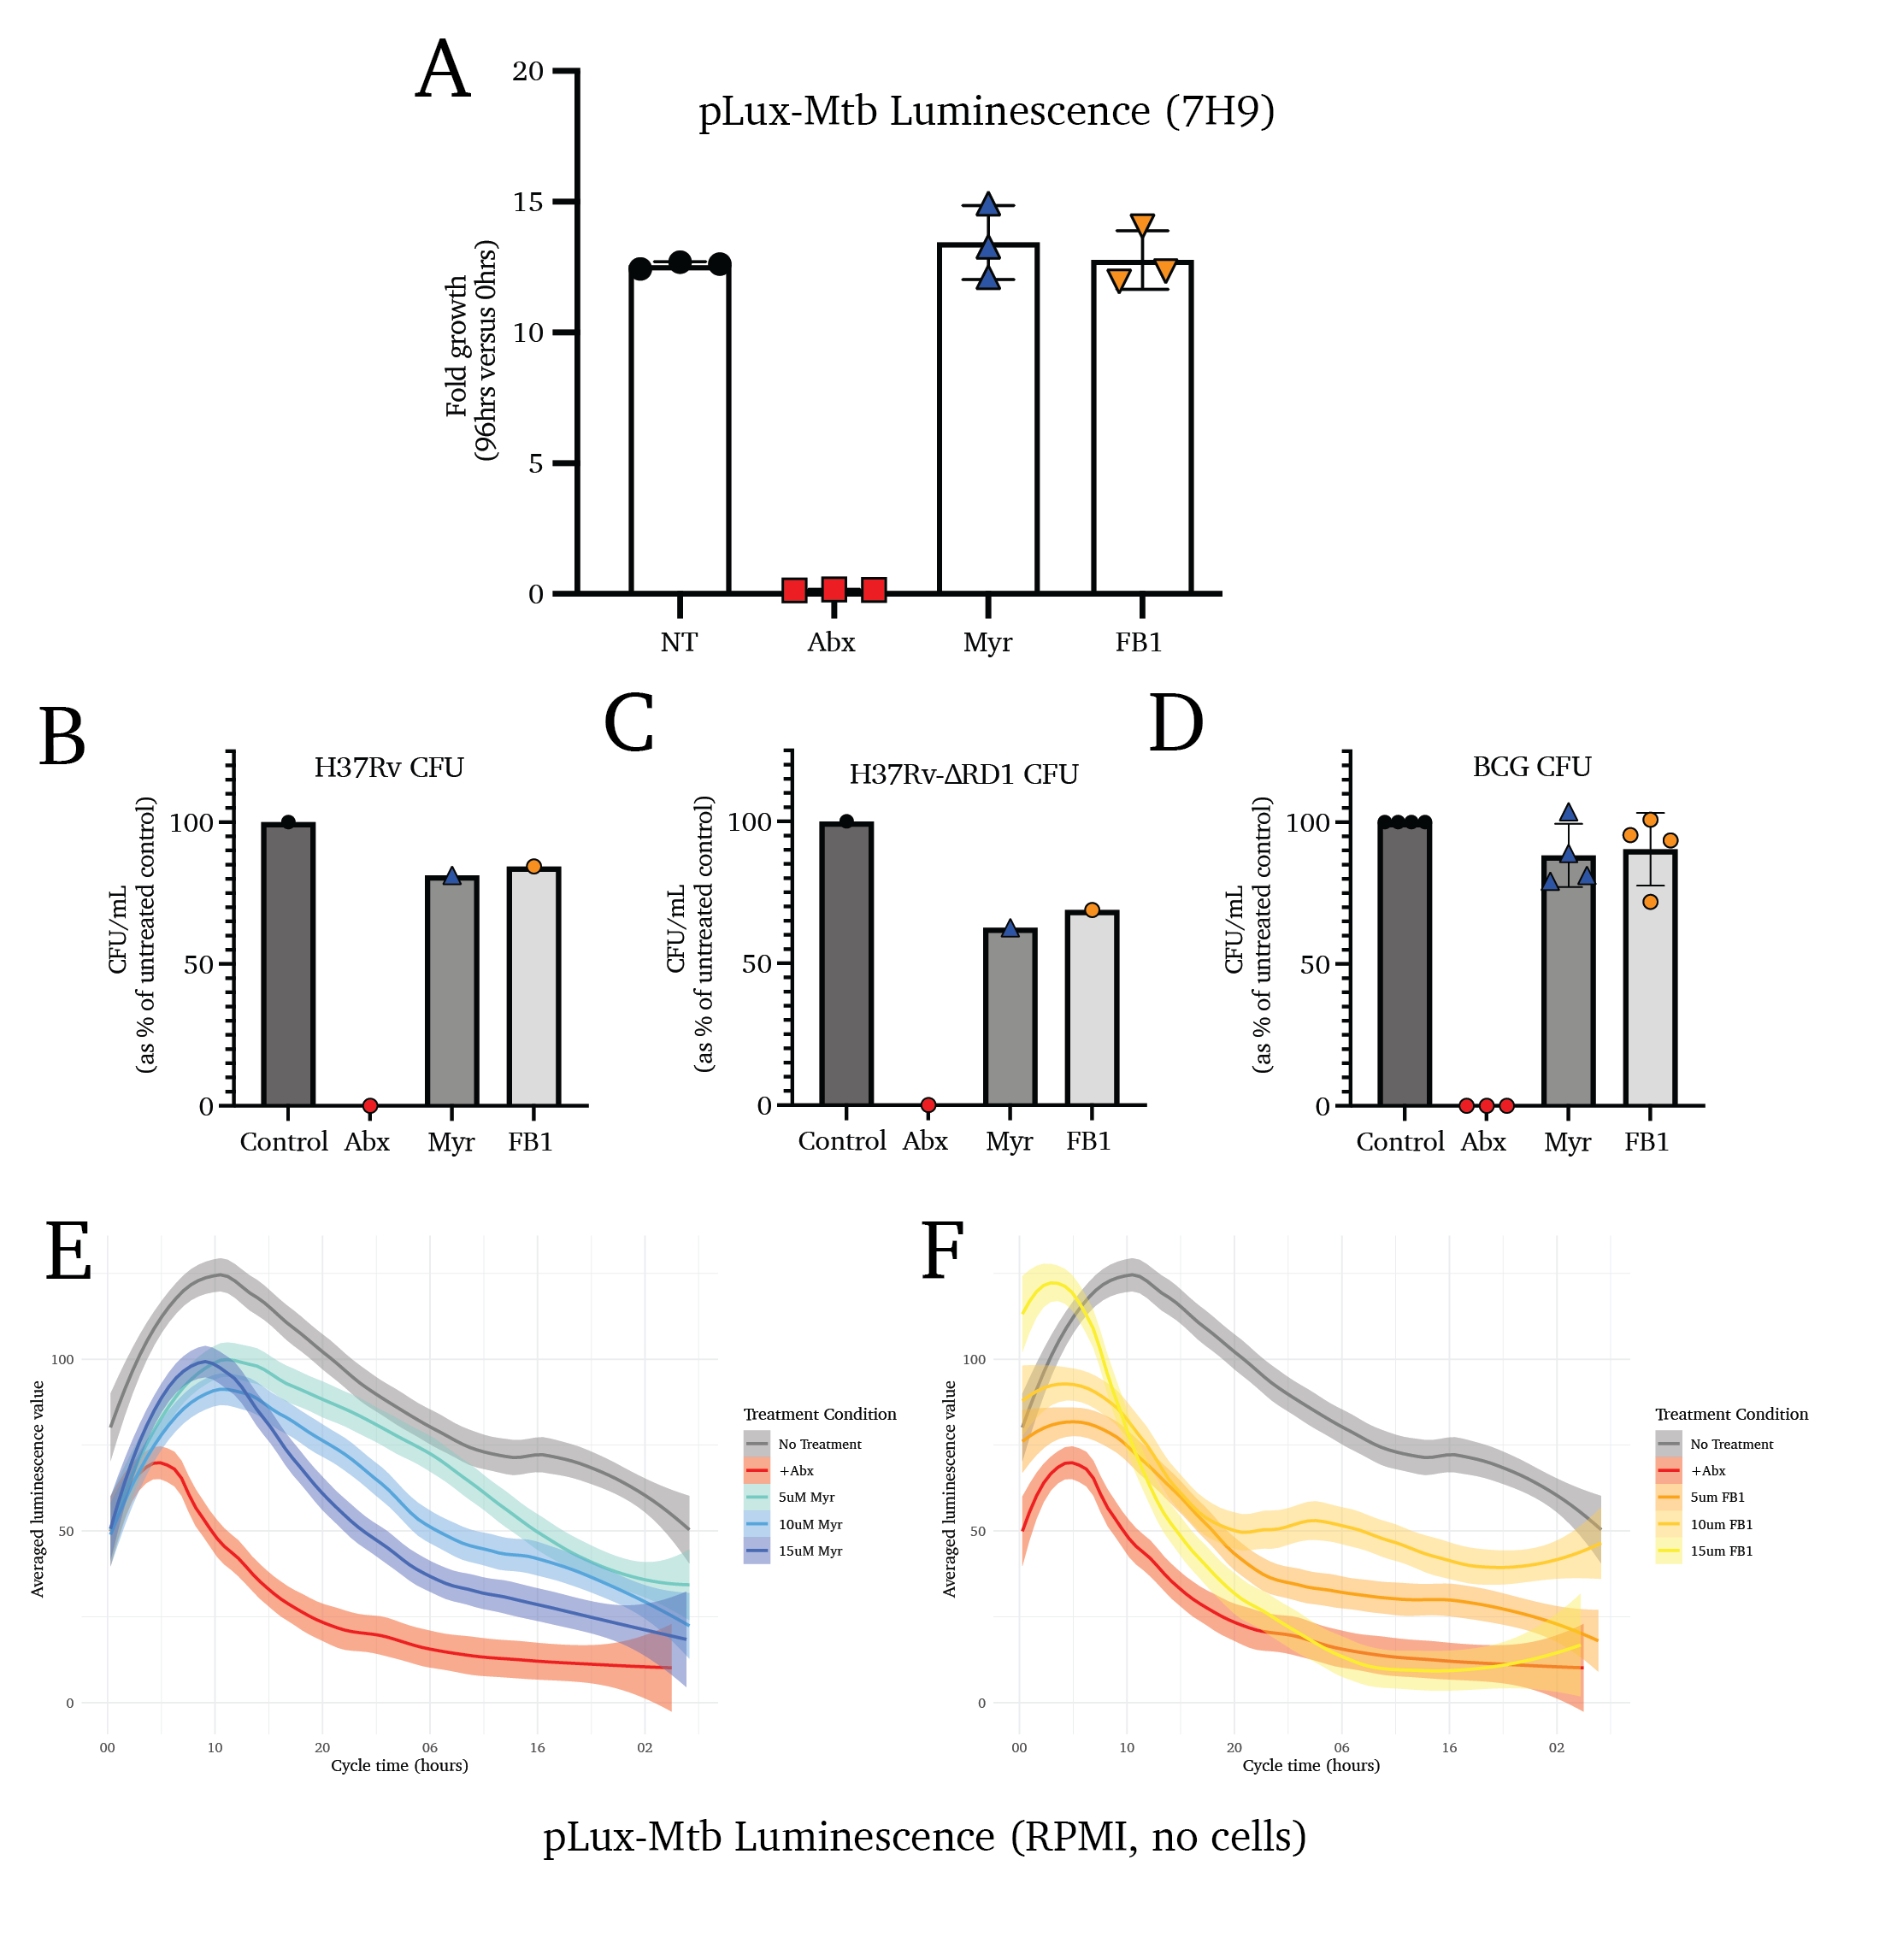 A
pLux-Mtb Luminescence (7H9)
Fold growth
(96hrs versus 0hrs)
20
15
10
5
0
NT
Abx
Myr
FB1
B
H37Rv CFU
CFU/mL
(as % of untreated control)
100
50
0
Control
Abx
Myr
FB1
C
H37Rv-ΔRD1 CFU
CFU/mL
(as % of untreated control)
100
50
0
Control
Abx
Myr
FB1
D
BCG CFU
CFU/mL
(as % of untreated control)
100
50
0
Control
Abx
Myr
FB1
E
Averaged luminescence value
100
50
0
00
10
20
06
16
02
Cycle time (hours)
Treatment Condition
No Treatment
+Abx
5uM Myr
10uM Myr
15uM Myr
F
Averaged luminescence value
100
50
0
00
10
20
06
16
02
Cycle time (hours)
Treatment Condition
No Treatment
+Abx
5um FB1
10um FB1
15um FB1
pLux-Mtb Luminescence (RPMI, no cells)